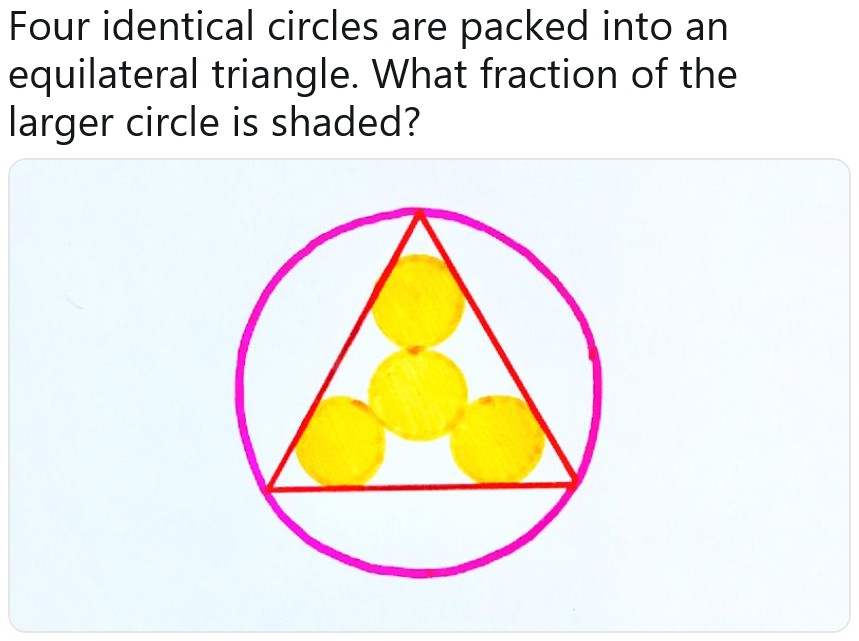 Four identical circles are packed into an
equilateral triangle. What fraction of the
larger circle is shaded?